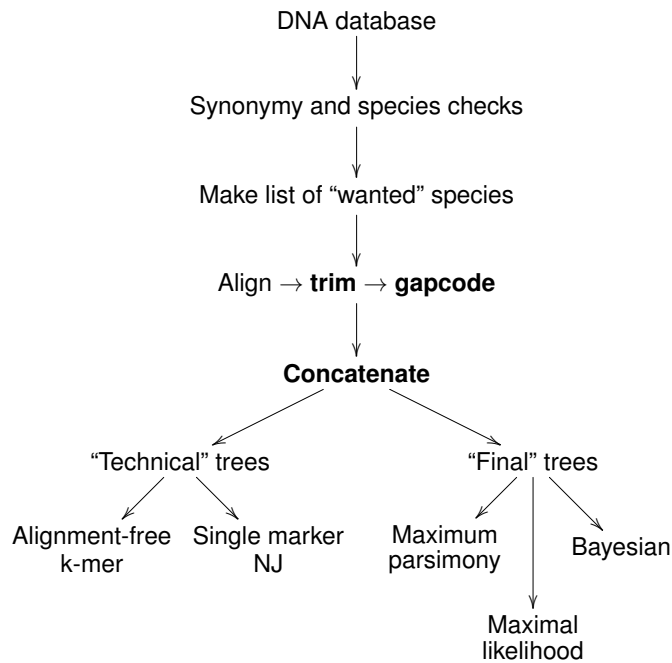 DNA database
Synonymy and species checks
Make list of “wanted” species
Align → trim → gapcode
Concatenate
“Technical” trees
“Final” trees
Alignment-free
k-mer
Single marker
NJ
Maximum
parsimony
Bayesian
Maximal
likelihood